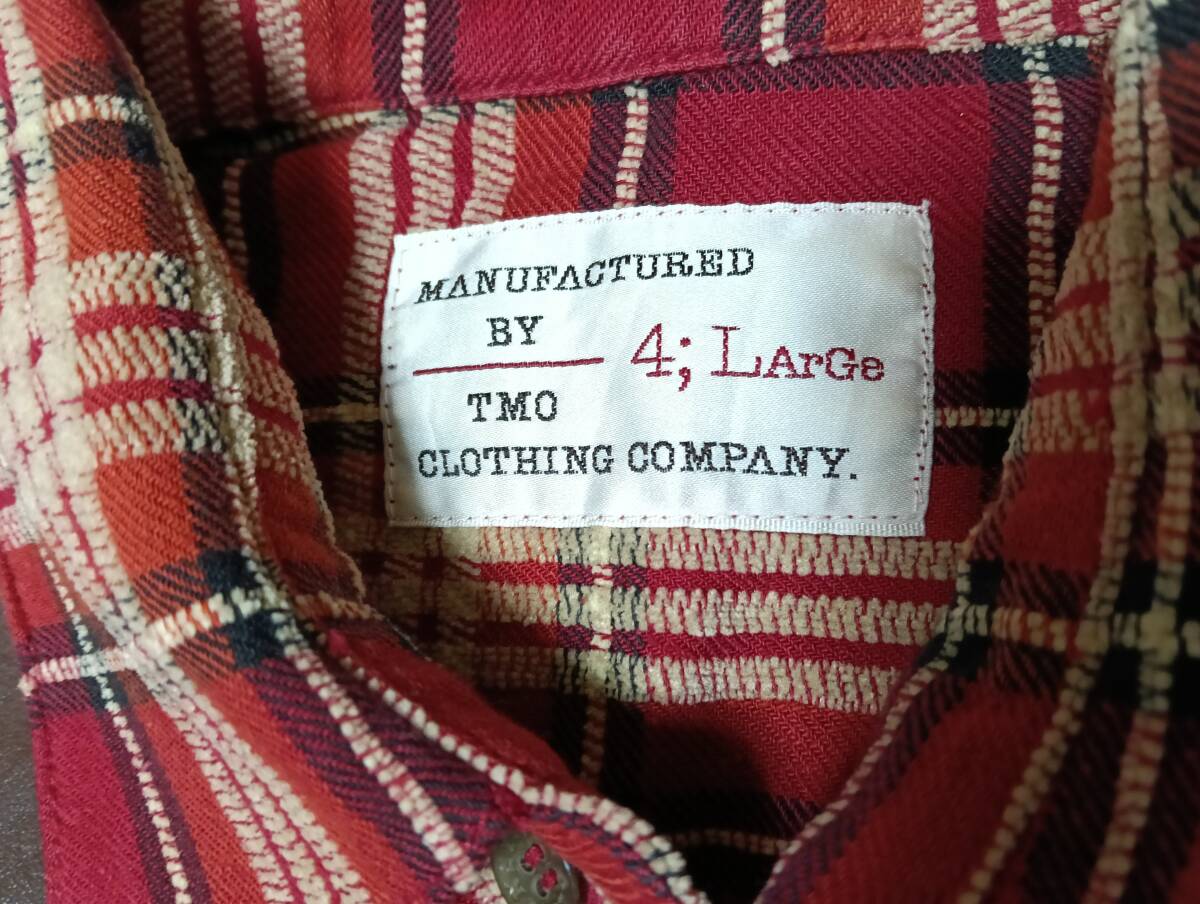 MANUFACTURED
BY
4; LArGe
TMO
CLOTHING COMPANY.